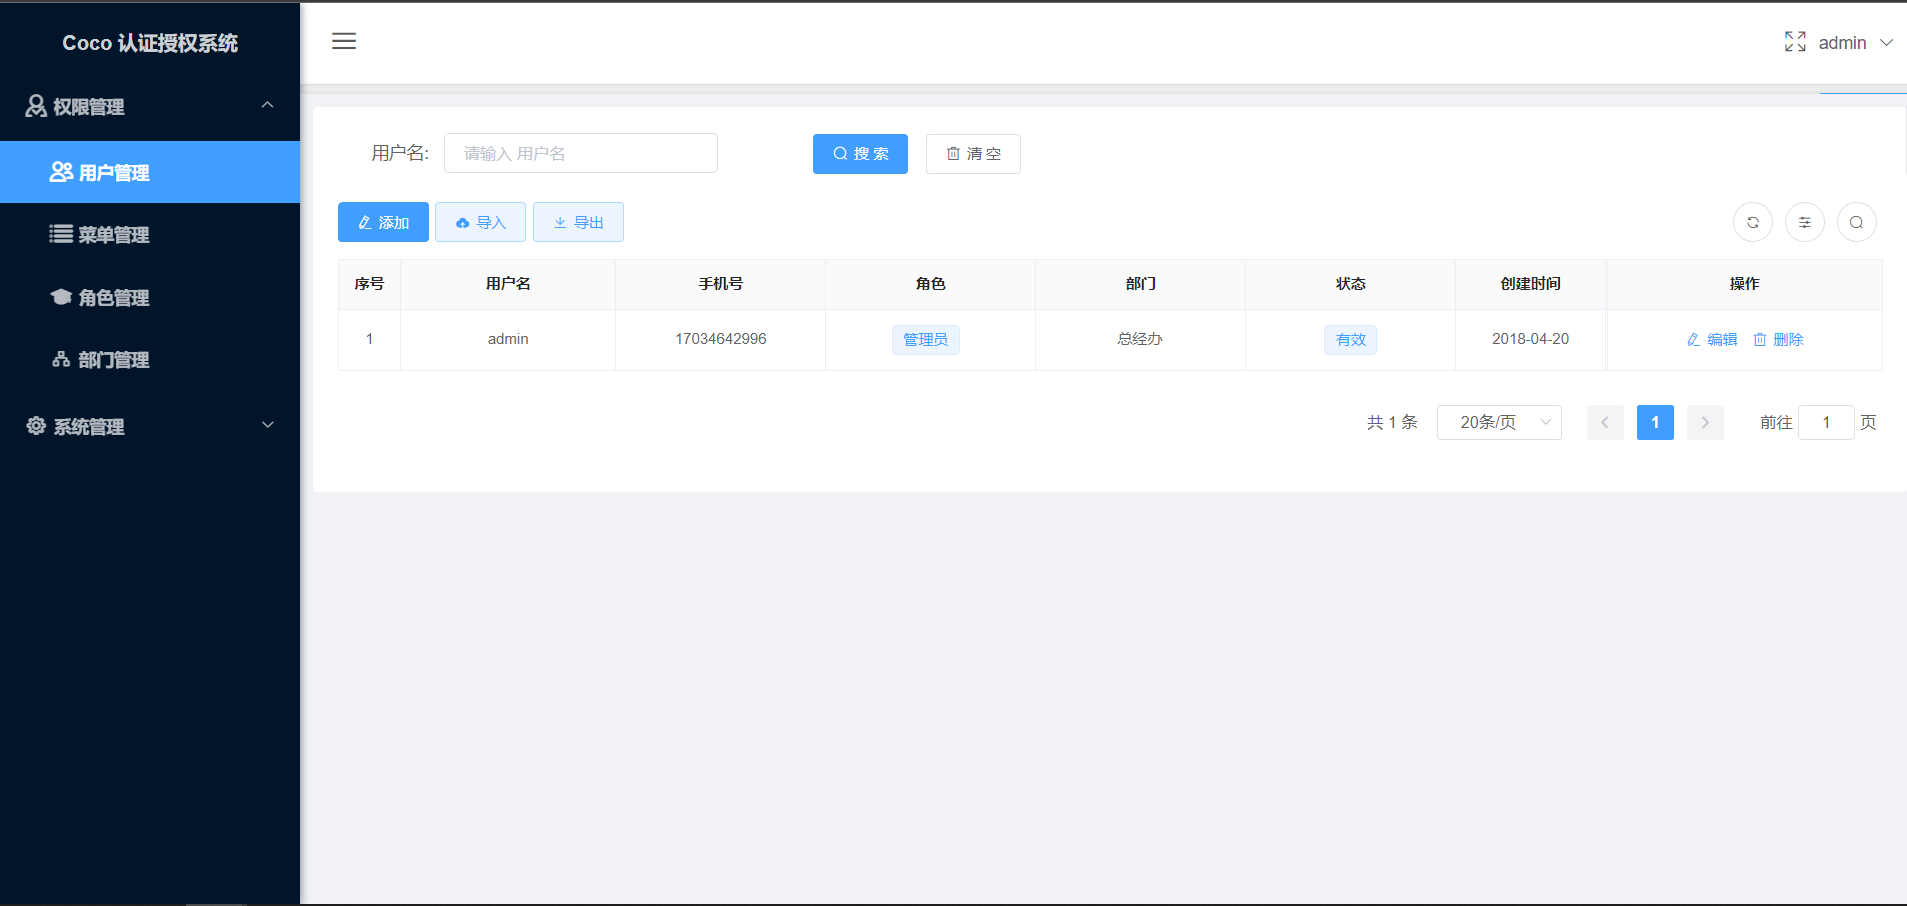 Coco 认证授权系统
admin
权限管理
用户管理
菜单管理
角色管理
部门管理
系统管理
用户名: 请输入 用户名 搜 索 清 空
添加 导入 导出
序号 用户名 手机号 角色 部门 状态 创建时间 操作
1 admin 17034642996 管理员 总经办 有效 2018-04-20 编辑 删除
共 1 条 20条/页 1 前往 1 页